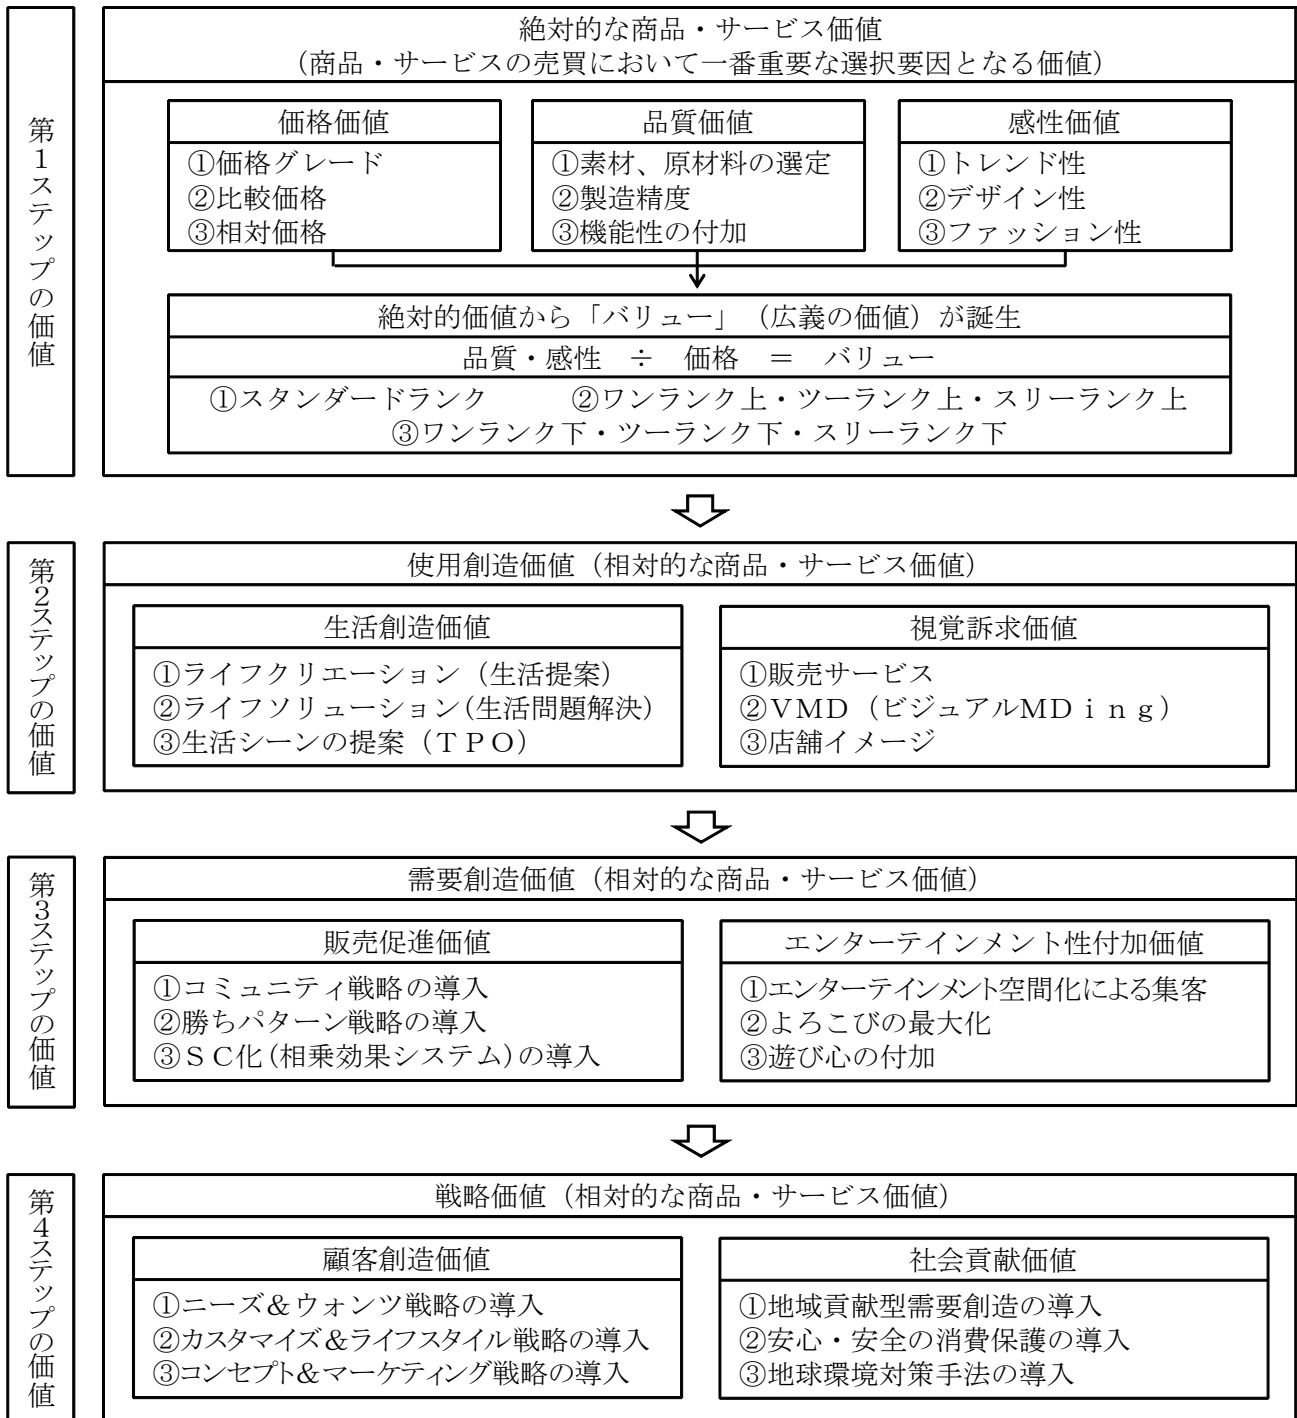 第1ステップの価値
絶対的な商品・サービス価値
（商品・サービスの売買において一番重要な選択要因となる価値）
価格価値
①価格グレード
②比較価格
③相対価格
品質価値
①素材、原材料の選定
②製造精度
③機能性の付加
感性価値
①トレンド性
②デザイン性
③ファッション性
絶対的価値から「バリュー」（広義の価値）が誕生
品質・感性　÷　価格　＝　バリュー
①スタンダードランク　　②ワンランク上・ツーランク上・スリーランク上
③ワンランク下・ツーランク下・スリーランク下
第2ステップの価値
使用創造価値（相対的な商品・サービス価値）
生活創造価値
①ライフクリエーション（生活提案）
②ライフソリューション（生活問題解決）
③生活シーンの提案（ＴＰＯ）
視覚訴求価値
①販売サービス
②VMD（ビジュアルMDｉｎｇ）
③店舗イメージ
第3ステップの価値
需要創造価値（相対的な商品・サービス価値）
販売促進価値
①コミュニティ戦略の導入
②勝ちパターン戦略の導入
③ＳＣ化(相乗効果システム)の導入
エンターテインメント性付加価値
①エンターテインメント空間化による集客
②よろこびの最大化
③遊び心の付加
第4ステップの価値
戦略価値（相対的な商品・サービス価値）
顧客創造価値
①ニーズ＆ウォンツ戦略の導入
②カスタマイズ＆ライフスタイル戦略の導入
③コンセプト＆マーケティング戦略の導入
社会貢献価値
①地域貢献型需要創造の導入
②安心・安全の消費保護の導入
③地球環境対策手法の導入